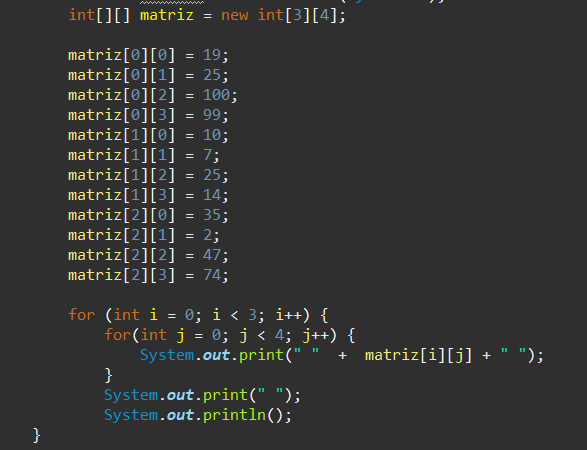 int[][] matriz = new int[3][4];
matriz[0][0] = 19;
matriz[0][1] = 25;
matriz[0][2] = 100;
matriz[0][3] = 99;
matriz[1][0] = 10;
matriz[1][1] = 7;
matriz[1][2] = 25;
matriz[1][3] = 14;
matriz[2][0] = 35;
matriz[2][1] = 2;
matriz[2][2] = 47;
matriz[2][3] = 74;
for (int i = 0; i < 3; i++) {
for(int j = 0; j < 4; j++) {
System.out.print(" "  +  matriz[i][j] + " ");
}
System.out.print(" ");
System.out.println();
}